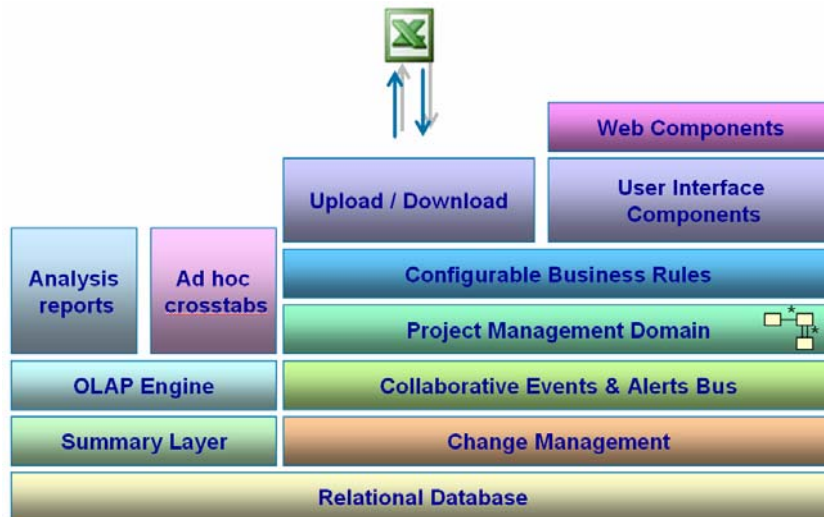 Web Components
Upload / Download
User Interface
Components
Analysis
reports
Ad hoc
crosstabs
Configurable Business Rules
Project Management Domain
*
*
OLAP Engine
Collaborative Events & Alerts Bus
Summary Layer
Change Management
Relational Database